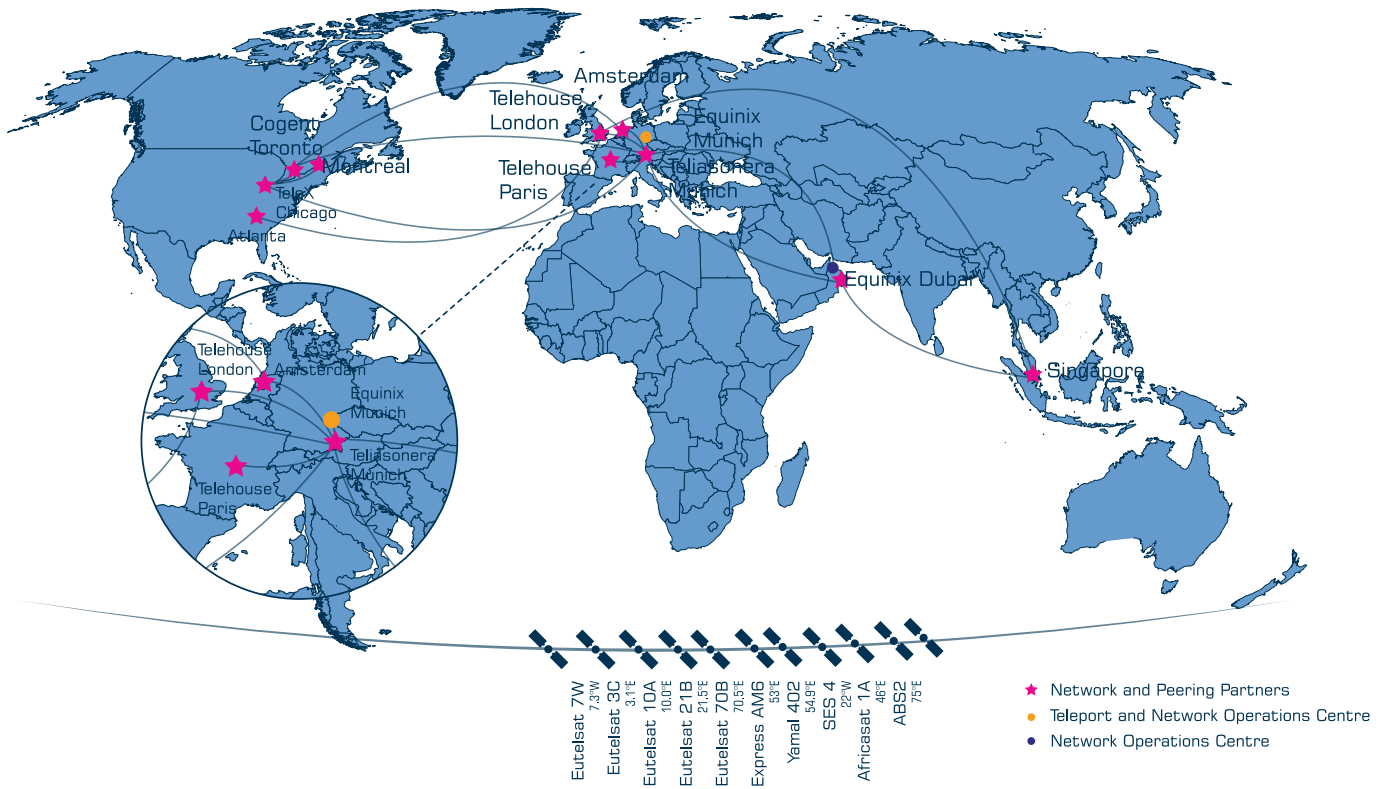 Amsterdam
Telehouse
London
Equinix
Munich
Cogent
Toronto
Montreal
Telehouse
Paris
Teliasonera
Munich
TeleX
Chicago
Atlanta
Equinix Dubai
Singapore
Telehouse
London
Amsterdam
Equinix
Munich
Teliasonera
Munich
Telehouse
Paris
Eutelsat 7W
7.3°W
Eutelsat 3C
3.1°E
Eutelsat 10A
10.0°E
Eutelsat 21B
21.5°E
Eutelsat 70B
70.5°E
Express AM6
53°E
Yamal 402
54.9°E
SES 4
22°W
Africasat 1A
46°E
ABS2
75°E
Network and Peering Partners
Teleport and Network Operations Centre
Network Operations Centre